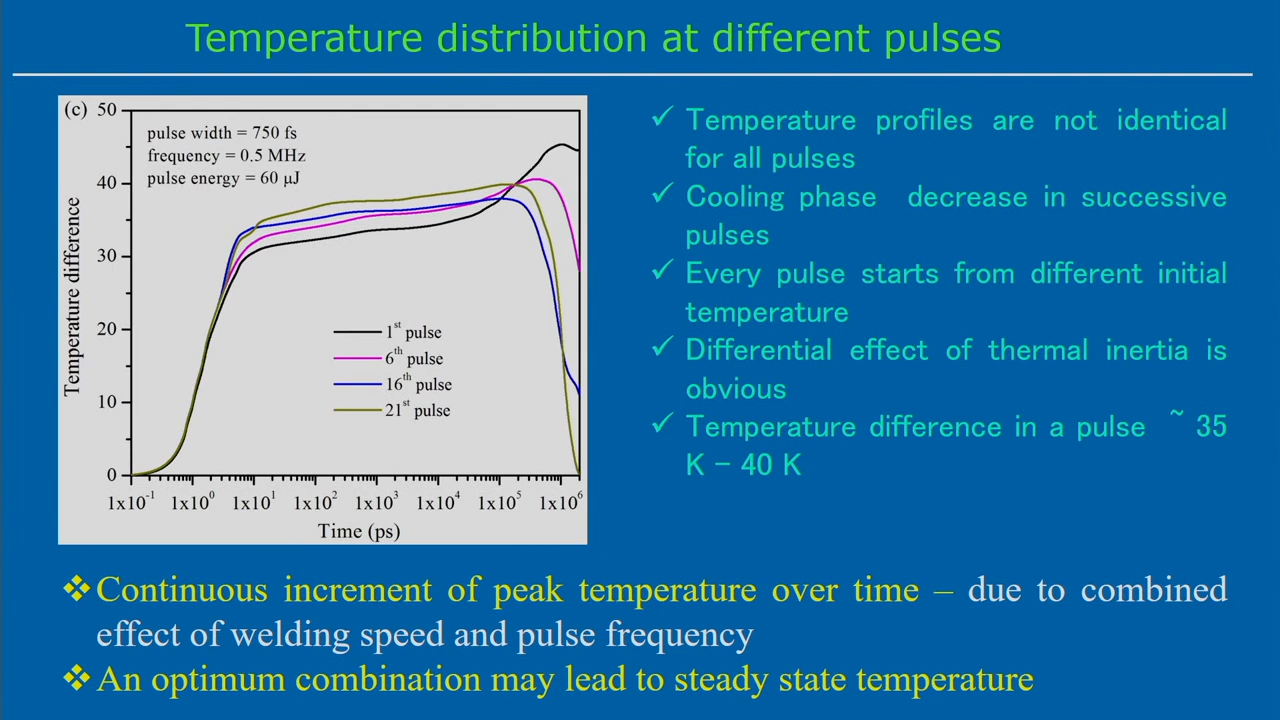 Temperature distribution at different pulses
(c)
50
40
30
20
10
0
Temperature difference
pulse width = 750 fs
frequency = 0.5 MHz
pulse energy = 60 μJ
1st pulse
6th pulse
16th pulse
21st pulse
1x10-1 1x100 1x101 1x102 1x103 1x104 1x105 1x106
Time (ps)
✓ Temperature profiles are not identical
for all pulses
✓ Cooling phase decrease in successive
pulses
✓ Every pulse starts from different initial
temperature
✓ Differential effect of thermal inertia is
obvious
✓ Temperature difference in a pulse ~ 35
K – 40 K
❖ Continuous increment of peak temperature over time – due to combined
effect of welding speed and pulse frequency
❖ An optimum combination may lead to steady state temperature